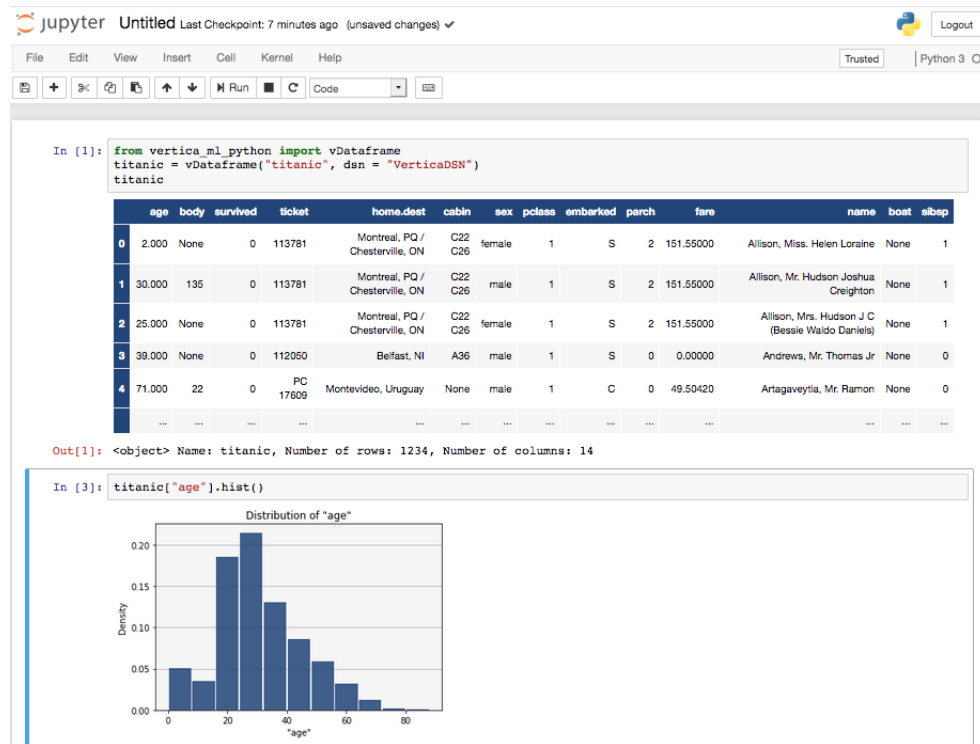 jupyter Untitled Last Checkpoint: 7 minutes ago (unsaved changes) Logout
File Edit View Insert Cell Kernel Help Trusted Python 3
Run Code
In [1]: from vertica_ml_python import vDataframe
titanic = vDataframe("titanic", dsn = "VerticaDSN")
titanic
age body survived ticket home.dest cabin sex pclass embarked parch fare name boat sibsp
0 2.000 None 0 113781 Montreal, PQ / Chesterville, ON C22 C26 female 1 S 2 151.55000 Allison, Miss. Helen Loraine None 1
1 30.000 135 0 113781 Montreal, PQ / Chesterville, ON C22 C26 male 1 S 2 151.55000 Allison, Mr. Hudson Joshua Creighton None 1
2 25.000 None 0 113781 Montreal, PQ / Chesterville, ON C22 C26 female 1 S 2 151.55000 Allison, Mrs. Hudson J C (Bessie Waldo Daniels) None 1
3 39.000 None 0 112050 Belfast, NI A36 male 1 S 0 0.00000 Andrews, Mr. Thomas Jr None 0
4 71.000 22 0 PC 17609 Montevideo, Uruguay None male 1 C 0 49.50420 Artagaveytia, Mr. Ramon None 0
... ... ... ... ... ... ... ... ... ... ... ... ... ...
Out[1]: <object> Name: titanic, Number of rows: 1234, Number of columns: 14
In [3]: titanic["age"].hist()
Distribution of "age"
0.20
0.15
Density
0.10
0.05
0.00
0 20 40 60 80
"age"